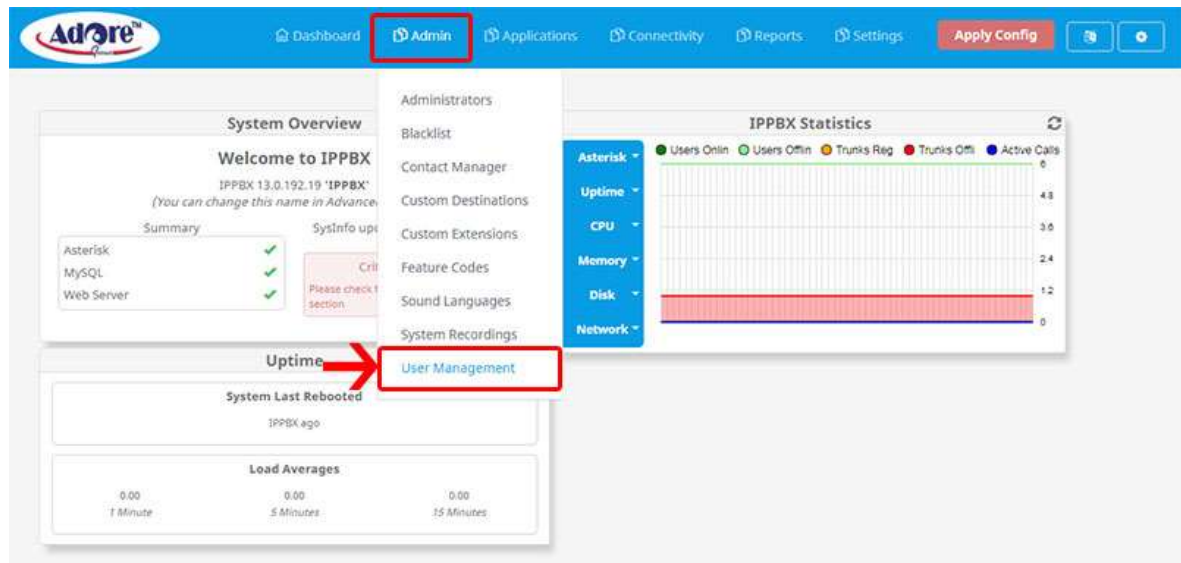 Adore™
Dashboard Admin Applications Connectivity Reports Settings Apply Config
Administrators
Blacklist
Contact Manager
Custom Destinations
Custom Extensions
Feature Codes
Sound Languages
System Recordings
User Management
System Overview
Welcome to IPPBX
IPPBX 13.0.192.19 'IPPBX'
(You can change this name in Advance
Summary
SysInfo upd
Asterisk
MySQL
Web Server
Crit
Please check t
section
IPPBX Statistics
Asterisk
Uptime
CPU
Memory
Disk
Network
Users Onlin Users Offlin Trunks Reg Trunks Offli Active Calls
6
4.8
3.6
2.4
1.2
0
Uptime
System Last Rebooted
IPPBX ago
Load Averages
0.00 0.00 0.00
1 Minute 5 Minutes 15 Minutes